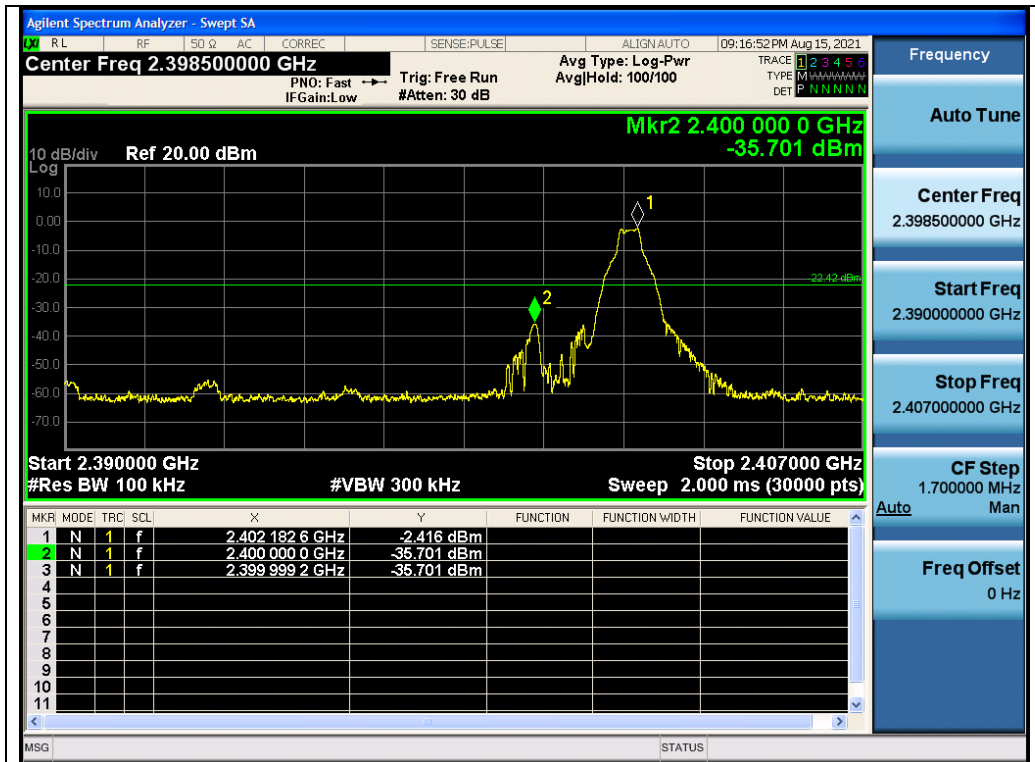 Agilent Spectrum Analyzer - Swept SA
LXI RL RF 50 Ω AC CORREC SENSE:PULSE ALIGN AUTO 09:16:52 PM Aug 15, 2021
Center Freq 2.398500000 GHz
PNO: Fast
IFGain:Low
Trig: Free Run
#Atten: 30 dB
Avg Type: Log-Pwr
Avg|Hold: 100/100
TRACE 1 2 3 4 5 6
TYPE M WWWWW
DET P N N N N N
Mkr2 2.400 000 0 GHz
-35.701 dBm
10 dB/div Ref 20.00 dBm
Log
10.0
0.00
-10.0
-20.0
-30.0
-40.0
-50.0
-60.0
-70.0
1
2
-22.42 dBm
Start 2.390000 GHz Stop 2.407000 GHz
#Res BW 100 kHz #VBW 300 kHz Sweep 2.000 ms (30000 pts)
MKR MODE TRC SCL X Y FUNCTION FUNCTION WIDTH FUNCTION VALUE
1 N 1 f 2.402 182 6 GHz -2.416 dBm
2 N 1 f 2.400 000 0 GHz -35.701 dBm
3 N 1 f 2.399 999 2 GHz -35.701 dBm
4
5
6
7
8
9
10
11
MSG STATUS
Frequency
Auto Tune
Center Freq
2.398500000 GHz
Start Freq
2.390000000 GHz
Stop Freq
2.407000000 GHz
CF Step
1.700000 MHz
Auto Man
Freq Offset
0 Hz